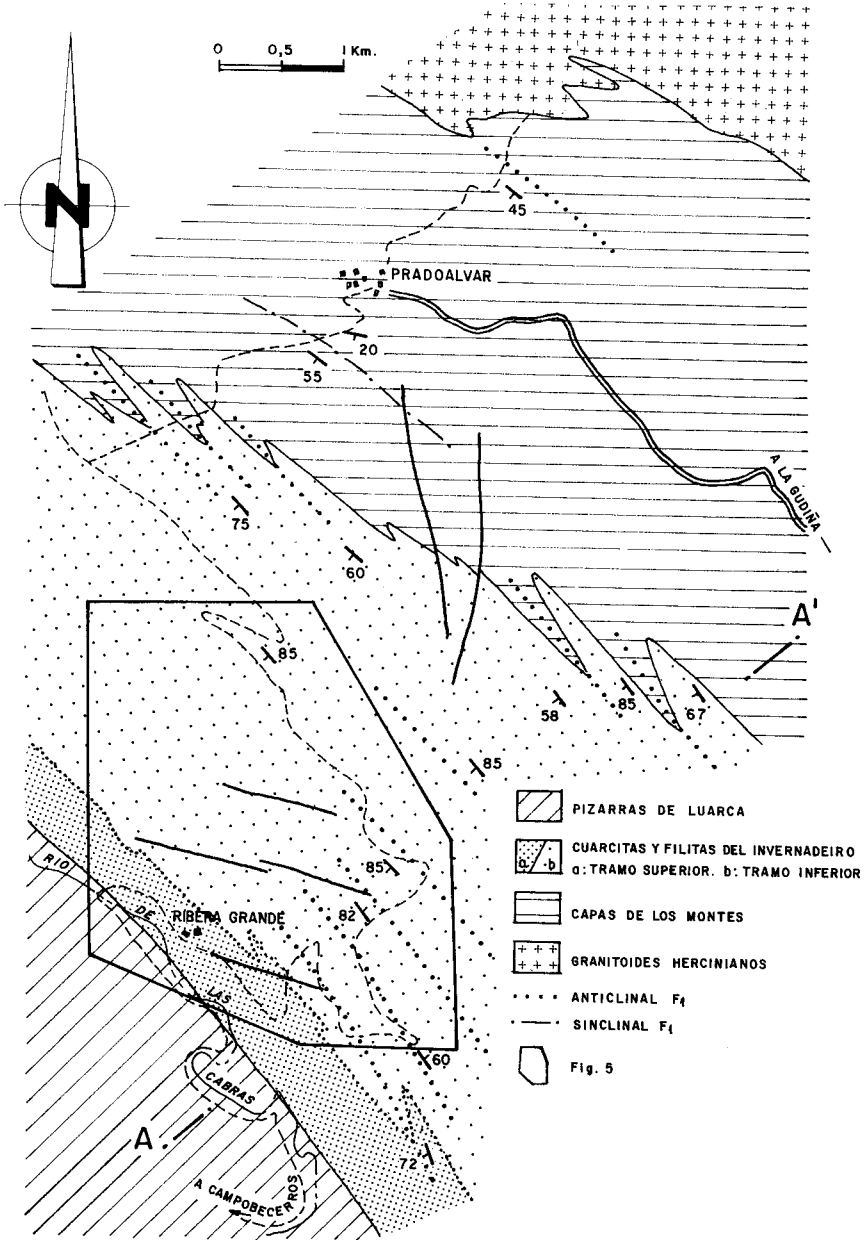 0 0,5 1 Km.
N
45
PRADOALVAR
20
55
A LA GUDIÑA
75
60
A'
85
58
85
67
85
PIZARRAS DE LUARCA
a b
CUARCITAS Y FILITAS DEL INVERNADEIRO
a: TRAMO SUPERIOR. b: TRAMO INFERIOR
CAPAS DE LOS MONTES
GRANITOIDES HERCINIANOS
ANTICLINAL F₁
SINCLINAL F₁
Fig. 5
85
82
RIO DE LAS CABRAS
RIBERA GRANDE
60
A
72
A CAMPOBECERROS